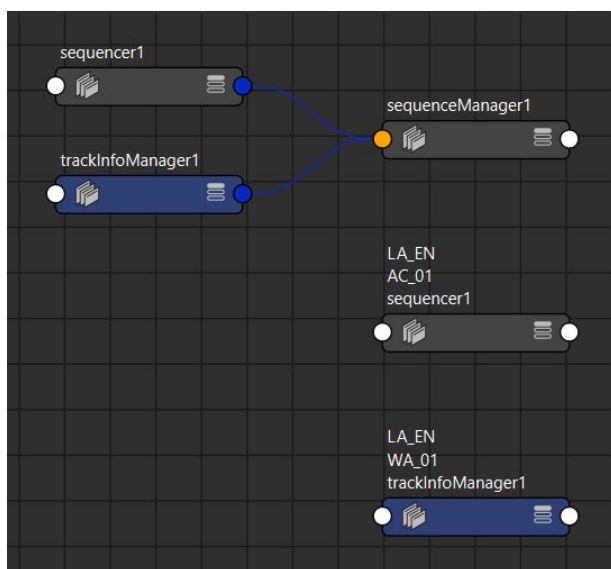 sequencer1
sequenceManager1
trackInfoManager1
LA_EN
AC_01
sequencer1
LA_EN
WA_01
trackInfoManager1